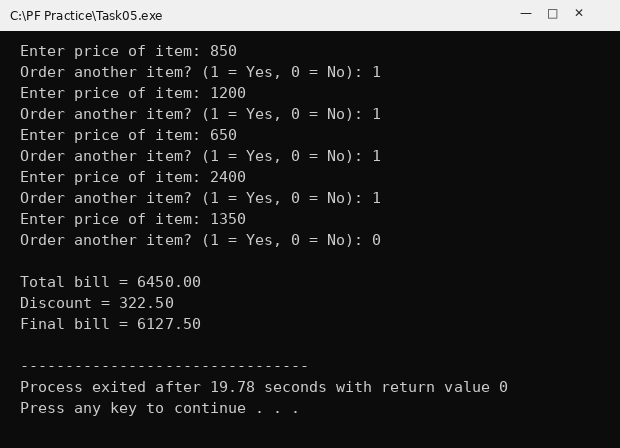 C:\PF Practice\Task05.exe
Enter price of item: 850
Order another item? (1 = Yes, 0 = No): 1
Enter price of item: 1200
Order another item? (1 = Yes, 0 = No): 1
Enter price of item: 650
Order another item? (1 = Yes, 0 = No): 1
Enter price of item: 2400
Order another item? (1 = Yes, 0 = No): 1
Enter price of item: 1350
Order another item? (1 = Yes, 0 = No): 0
Total bill = 6450.00
Discount = 322.50
Final bill = 6127.50
--------------------------------
Process exited after 19.78 seconds with return value 0
Press any key to continue . . .